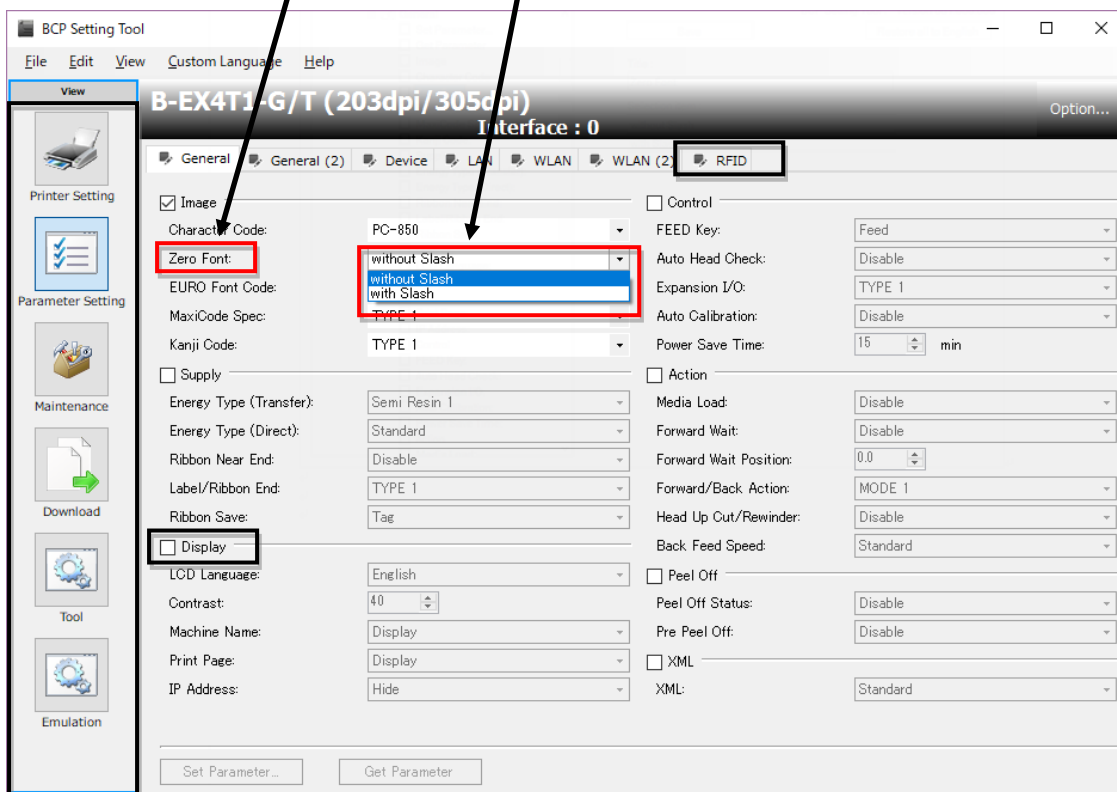 BCP Setting Tool
File Edit View Custom Language Help
View
B-EX4T1-G/T (203dpi/305dpi)
Interface : 0
Option...
Printer Setting
Parameter Setting
Maintenance
Download
Tool
Emulation
General General (2) Device LAN WLAN WLAN (2) RFID
Image
Character Code: PC-850
Zero Font: without Slash
without Slash
with Slash
EURO Font Code:
MaxiCode Spec: TYPE 1
Kanji Code: TYPE 1
Supply
Energy Type (Transfer): Semi Resin 1
Energy Type (Direct): Standard
Ribbon Near End: Disable
Label/Ribbon End: TYPE 1
Ribbon Save: Tag
Display
LCD Language: English
Contrast: 40
Machine Name: Display
Print Page: Display
IP Address: Hide
Control
FEED Key: Feed
Auto Head Check: Disable
Expansion I/O: TYPE 1
Auto Calibration: Disable
Power Save Time: 15 min
Action
Media Load: Disable
Forward Wait: Disable
Forward Wait Position: 0.0
Forward/Back Action: MODE 1
Head Up Cut/Rewinder: Disable
Back Feed Speed: Standard
Peel Off
Peel Off Status: Disable
Pre Peel Off: Disable
XML
XML: Standard
Set Parameter... Get Parameter